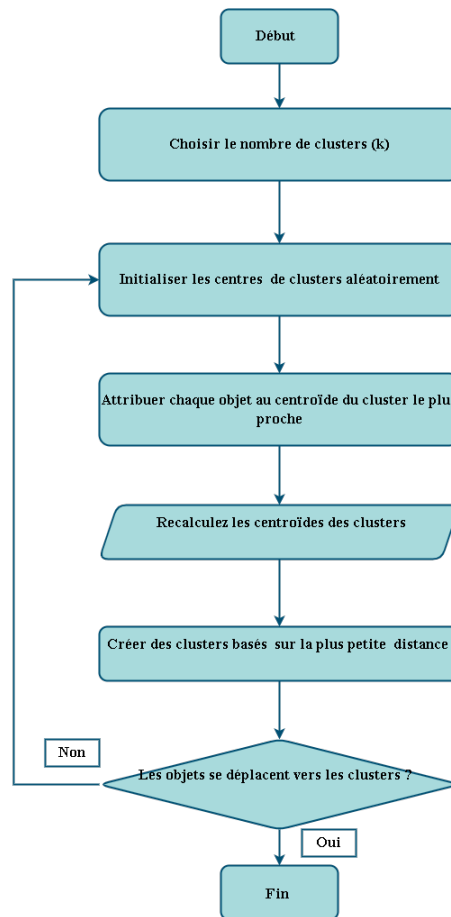 Début
Choisir le nombre de clusters (k)
Initialiser les centres de clusters aléatoirement
Attribuer chaque objet au centroïde du cluster le plu
proche
Recalculez les centroïdes des clusters
Créer des clusters basés sur la plus petite distance
Les objets se déplacent vers les clusters ?
Non
Oui
Fin